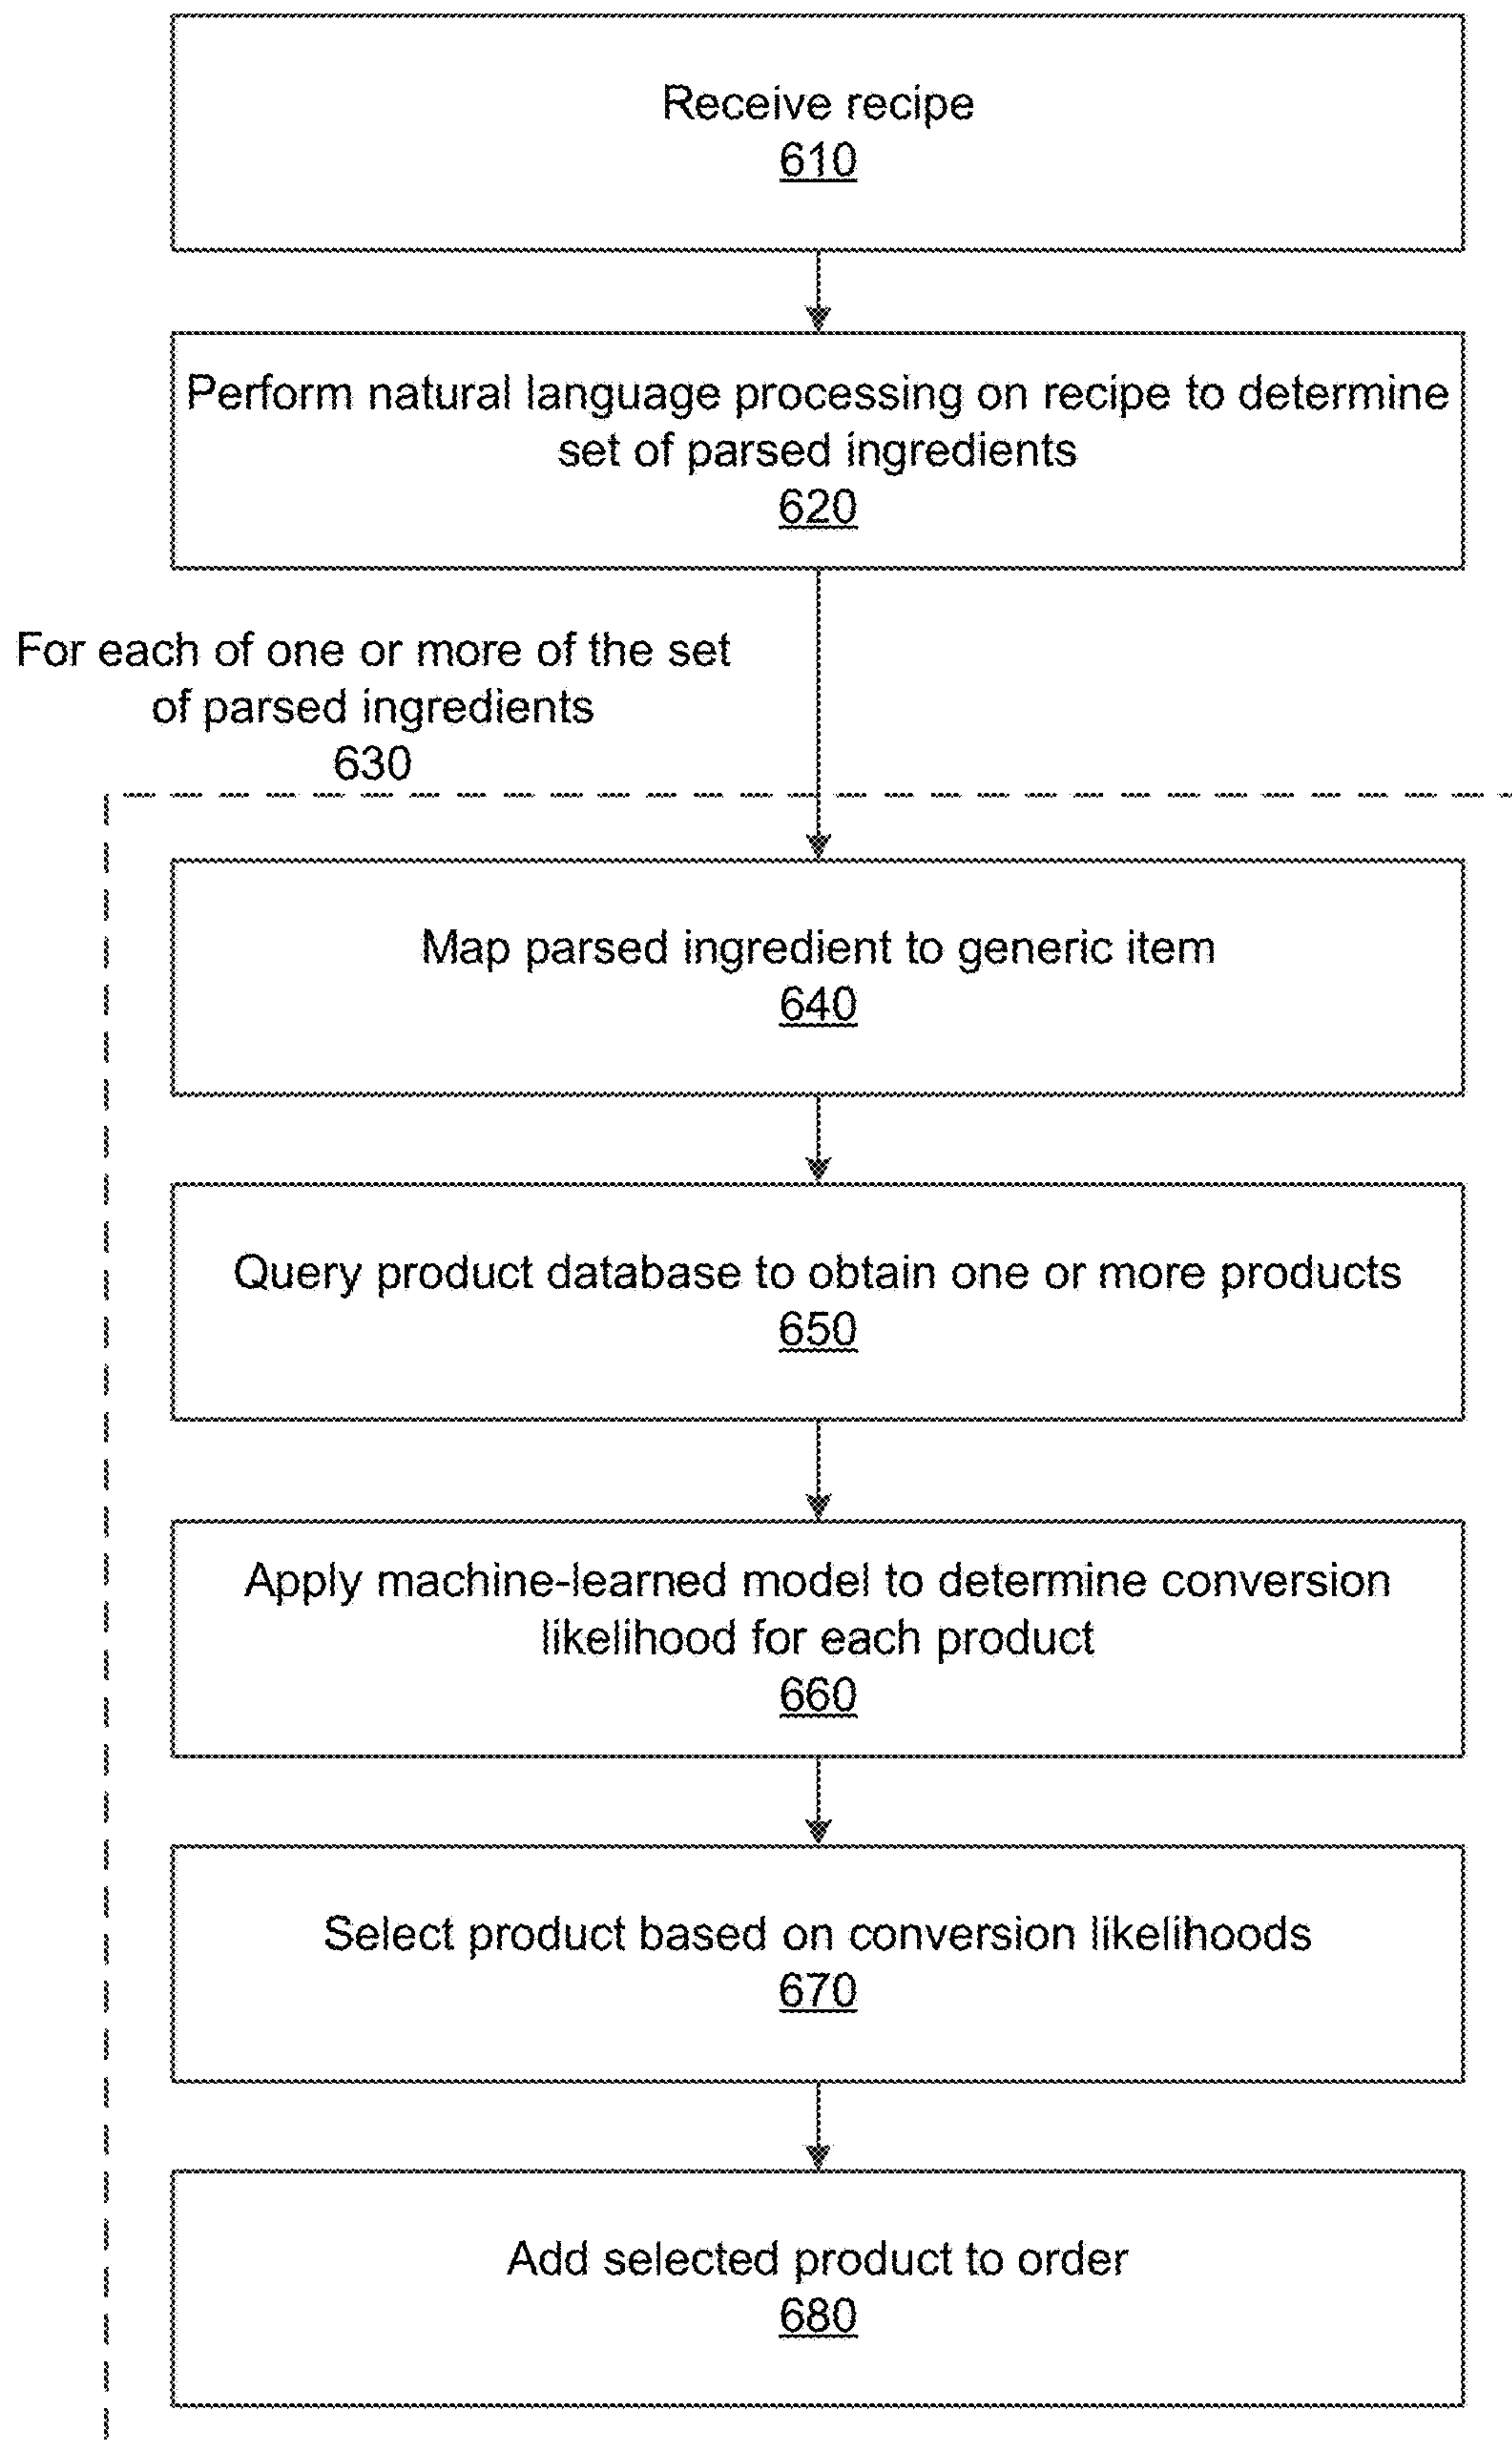 Receive recipe
610
Perform natural language processing on recipe to determine
set of parsed ingredients
620
For each of one or more of the set
of parsed ingredients
630
Map parsed ingredient to generic item
640
Query product database to obtain one or more products
650
Apply machine-learned model to determine conversion
likelihood for each product
660
Select product based on conversion likelihoods
670
Add selected product to order
680